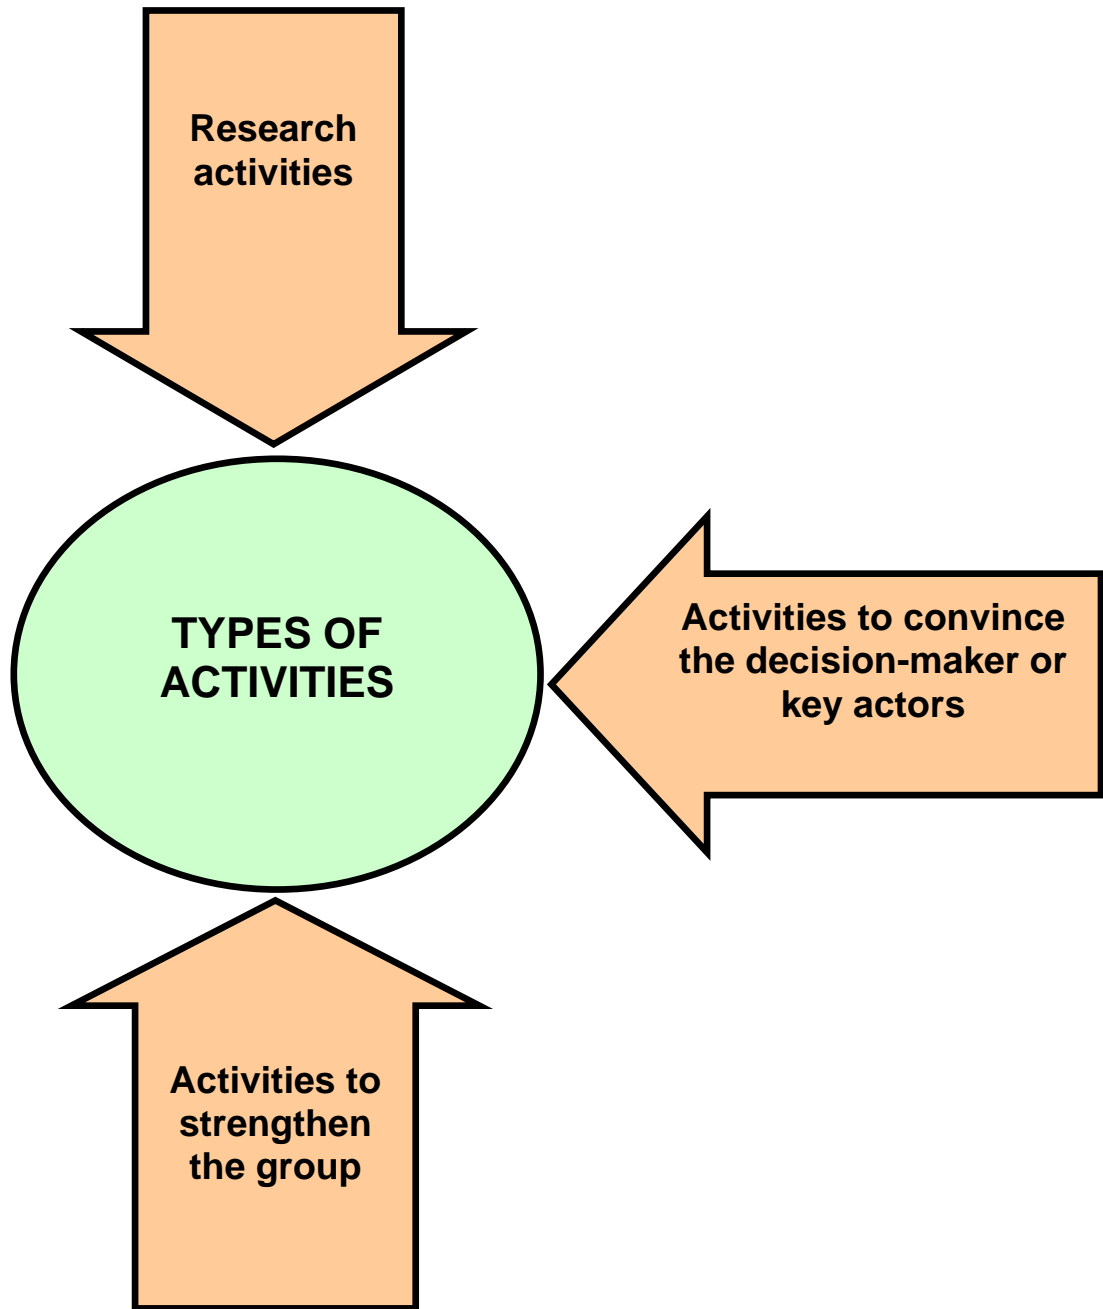 Research
activities
TYPES OF
ACTIVITIES
Activities to convince
the decision-maker or
key actors
Activities to
strengthen
the group